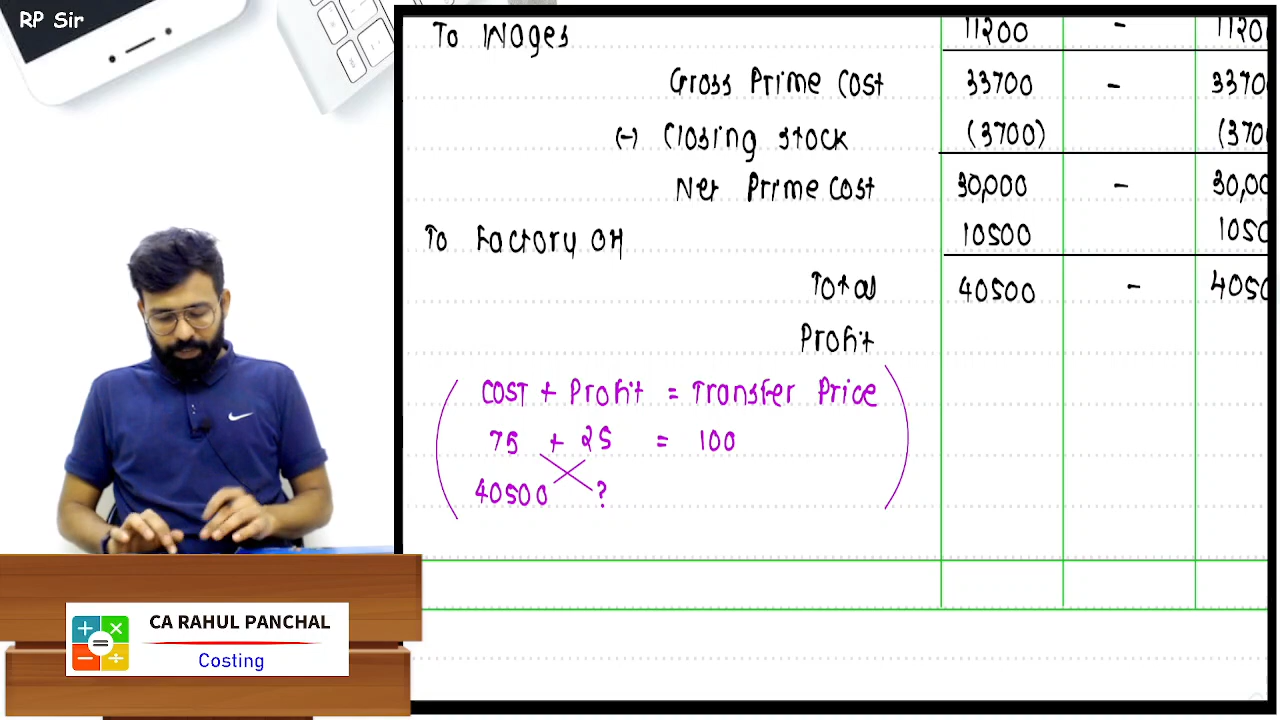 RP Sir
To Wages 11200 - 1120
Gross Prime Cost 33700 - 3370
(-) Closing stock (3700) (370
Net Prime Cost 30,000 - 30,00
To Factory OH 10500 1050
Total 40500 - 4050
Profit
COST + Profit = Transfer Price
75 + 25 = 100
40500 ?
CA RAHUL PANCHAL
Costing